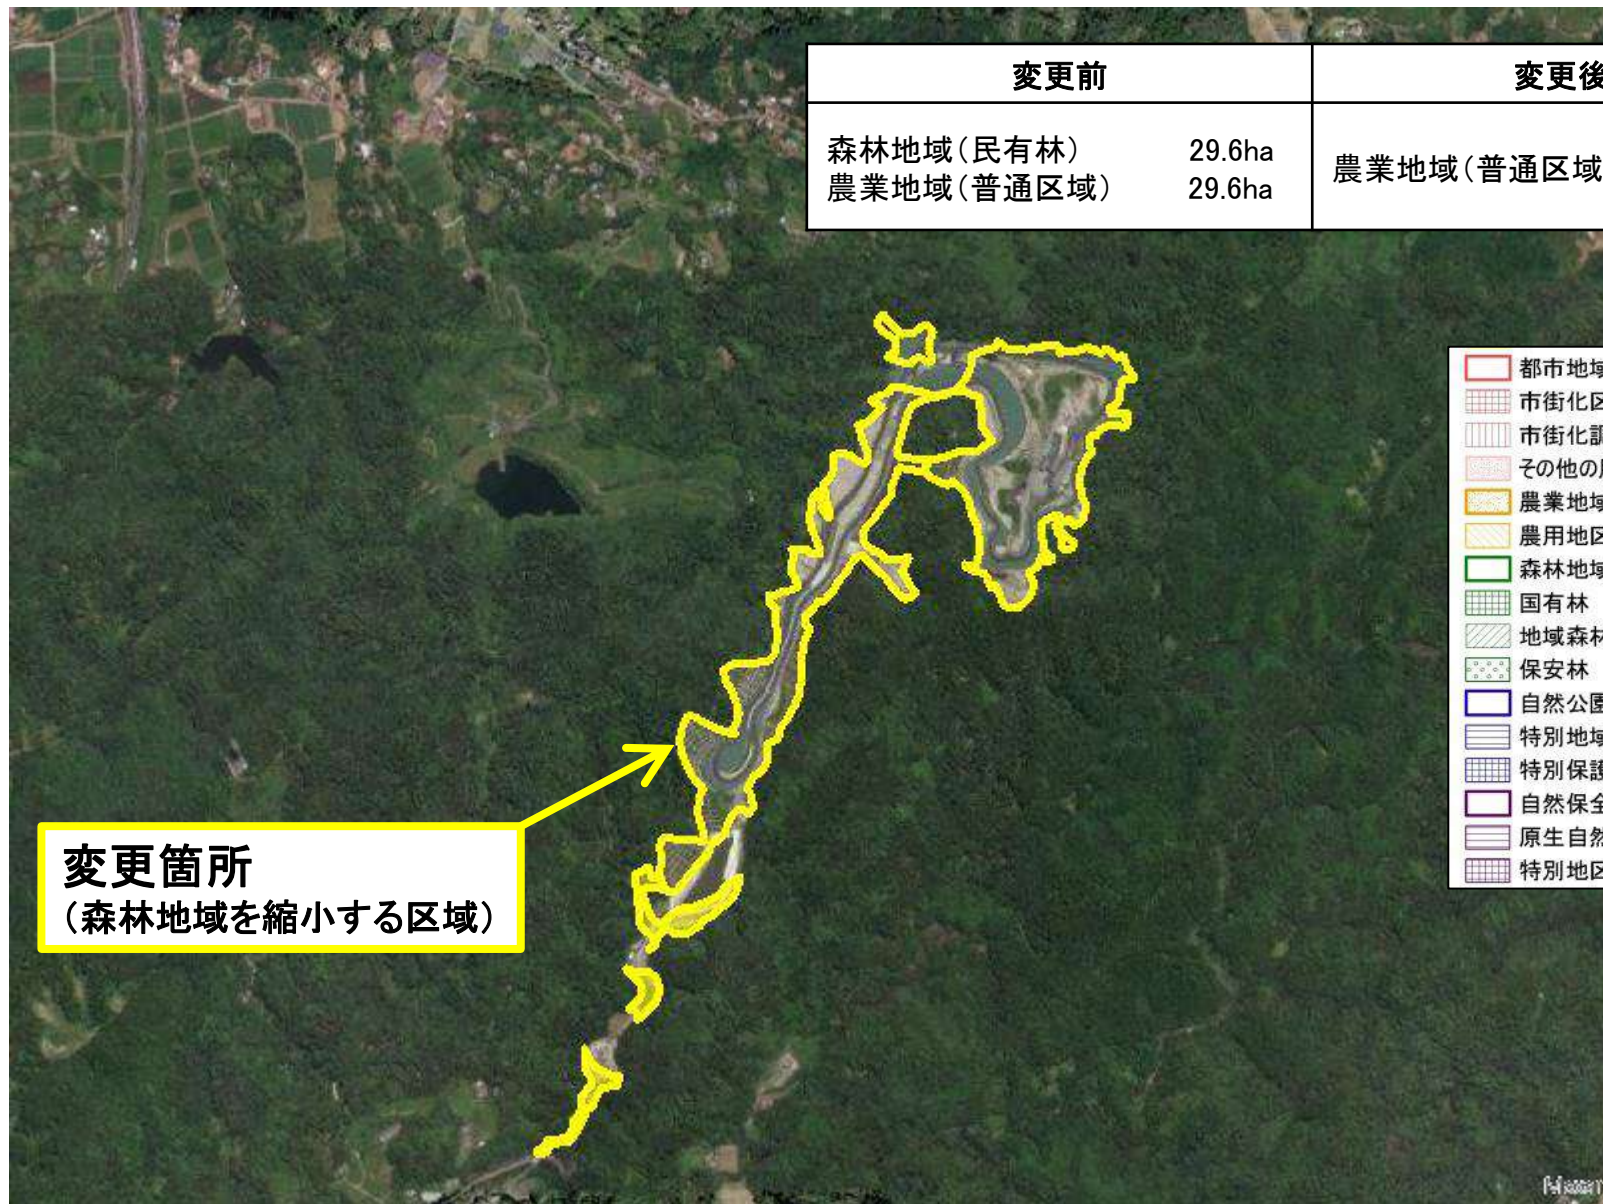 変更前
変更後
森林地域(民有林) 29.6ha
農業地域(普通区域) 29.6ha
農業地域(普通区域
都市地域
市街化区
市街化調
その他の用
農業地域
農用地区
森林地域
国有林
地域森林
保安林
自然公園
特別地域
特別保護
自然保全
原生自然
特別地区
変更箇所
(森林地域を縮小する区域)